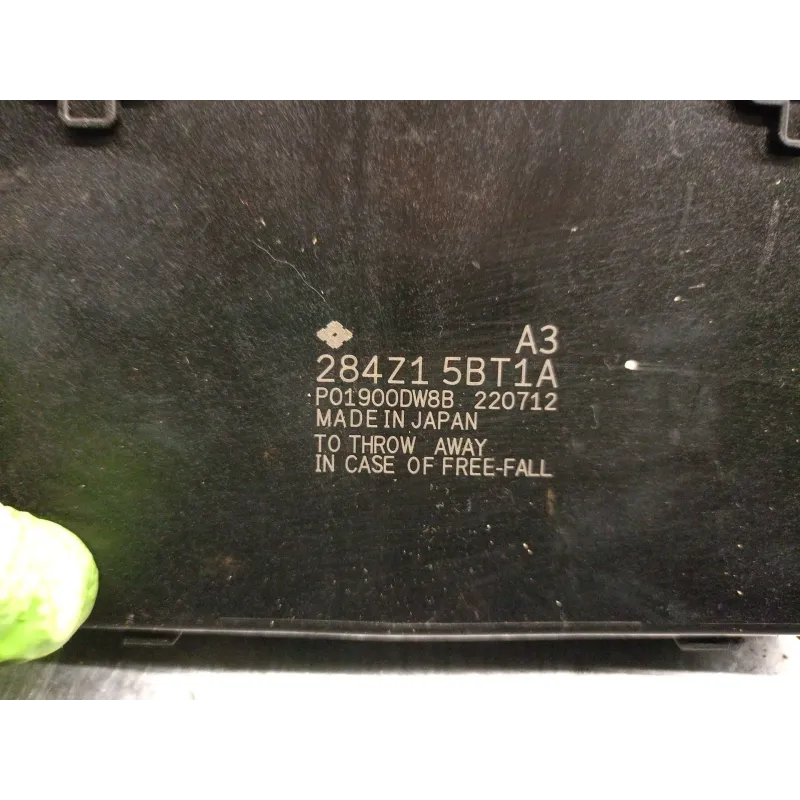 A3
284Z1 5BT1A
P01900DW8B 220712
MADE IN JAPAN
TO THROW AWAY
IN CASE OF FREE-FALL